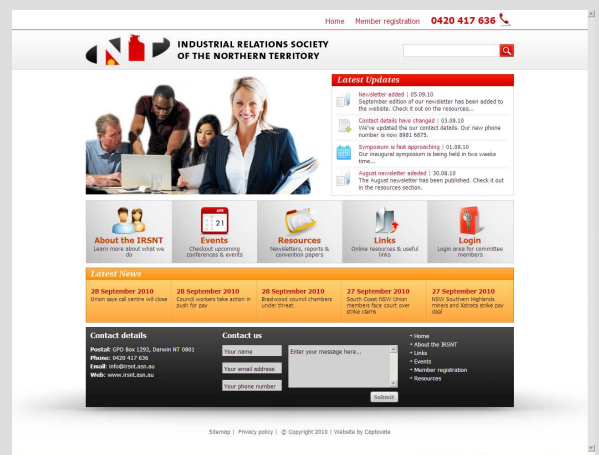 Home Member registration 0420 417 636
INDUSTRIAL RELATIONS SOCIETY
OF THE NORTHERN TERRITORY
Latest Updates
Newsletter added | 05.09.10
September edition of our newsletter has been added to
the website. Check it out on the resources...
Contact details have changed | 03.09.10
We've updated the our contact details. Our new phone
number is now 8981 6875.
Symposium is fast approaching | 01.09.10
Our inaugural symposium is being held in two weeks
time...
August newsletter adeded | 30.08.10
The August newsletter has been published. Check it out
in the resources section.
APR
21
About the IRSNT
Learn more about what we
do
Events
Checkout upcoming
conferences & events
Resources
Newsletters, reports &
convention papers
Links
Online resources & useful
links
Login
Login area for committee
members
Latest News
28 September 2010
Union says call centre will close
28 September 2010
Council workers take action in
push for pay
28 September 2010
Braidwood council chambers
under threat
27 September 2010
South Coast NSW Union
members face court over
strike claims
27 September 2010
NSW Southern Highlands
miners and Xstrata strike pay
deal
Contact details
Postal: GPO Box 1292, Darwin NT 0801
Phone: 0420 417 636
Email: info@irsnt.asn.au
Web: www.irsnt.asn.au
Contact us
Your name
Your email address
Your phone number
Enter your message here...
Submit
Home
About the IRSNT
Links
Events
Member registration
Resources
Sitemap | Privacy policy | © Copyright 2010 | Website by Captovate